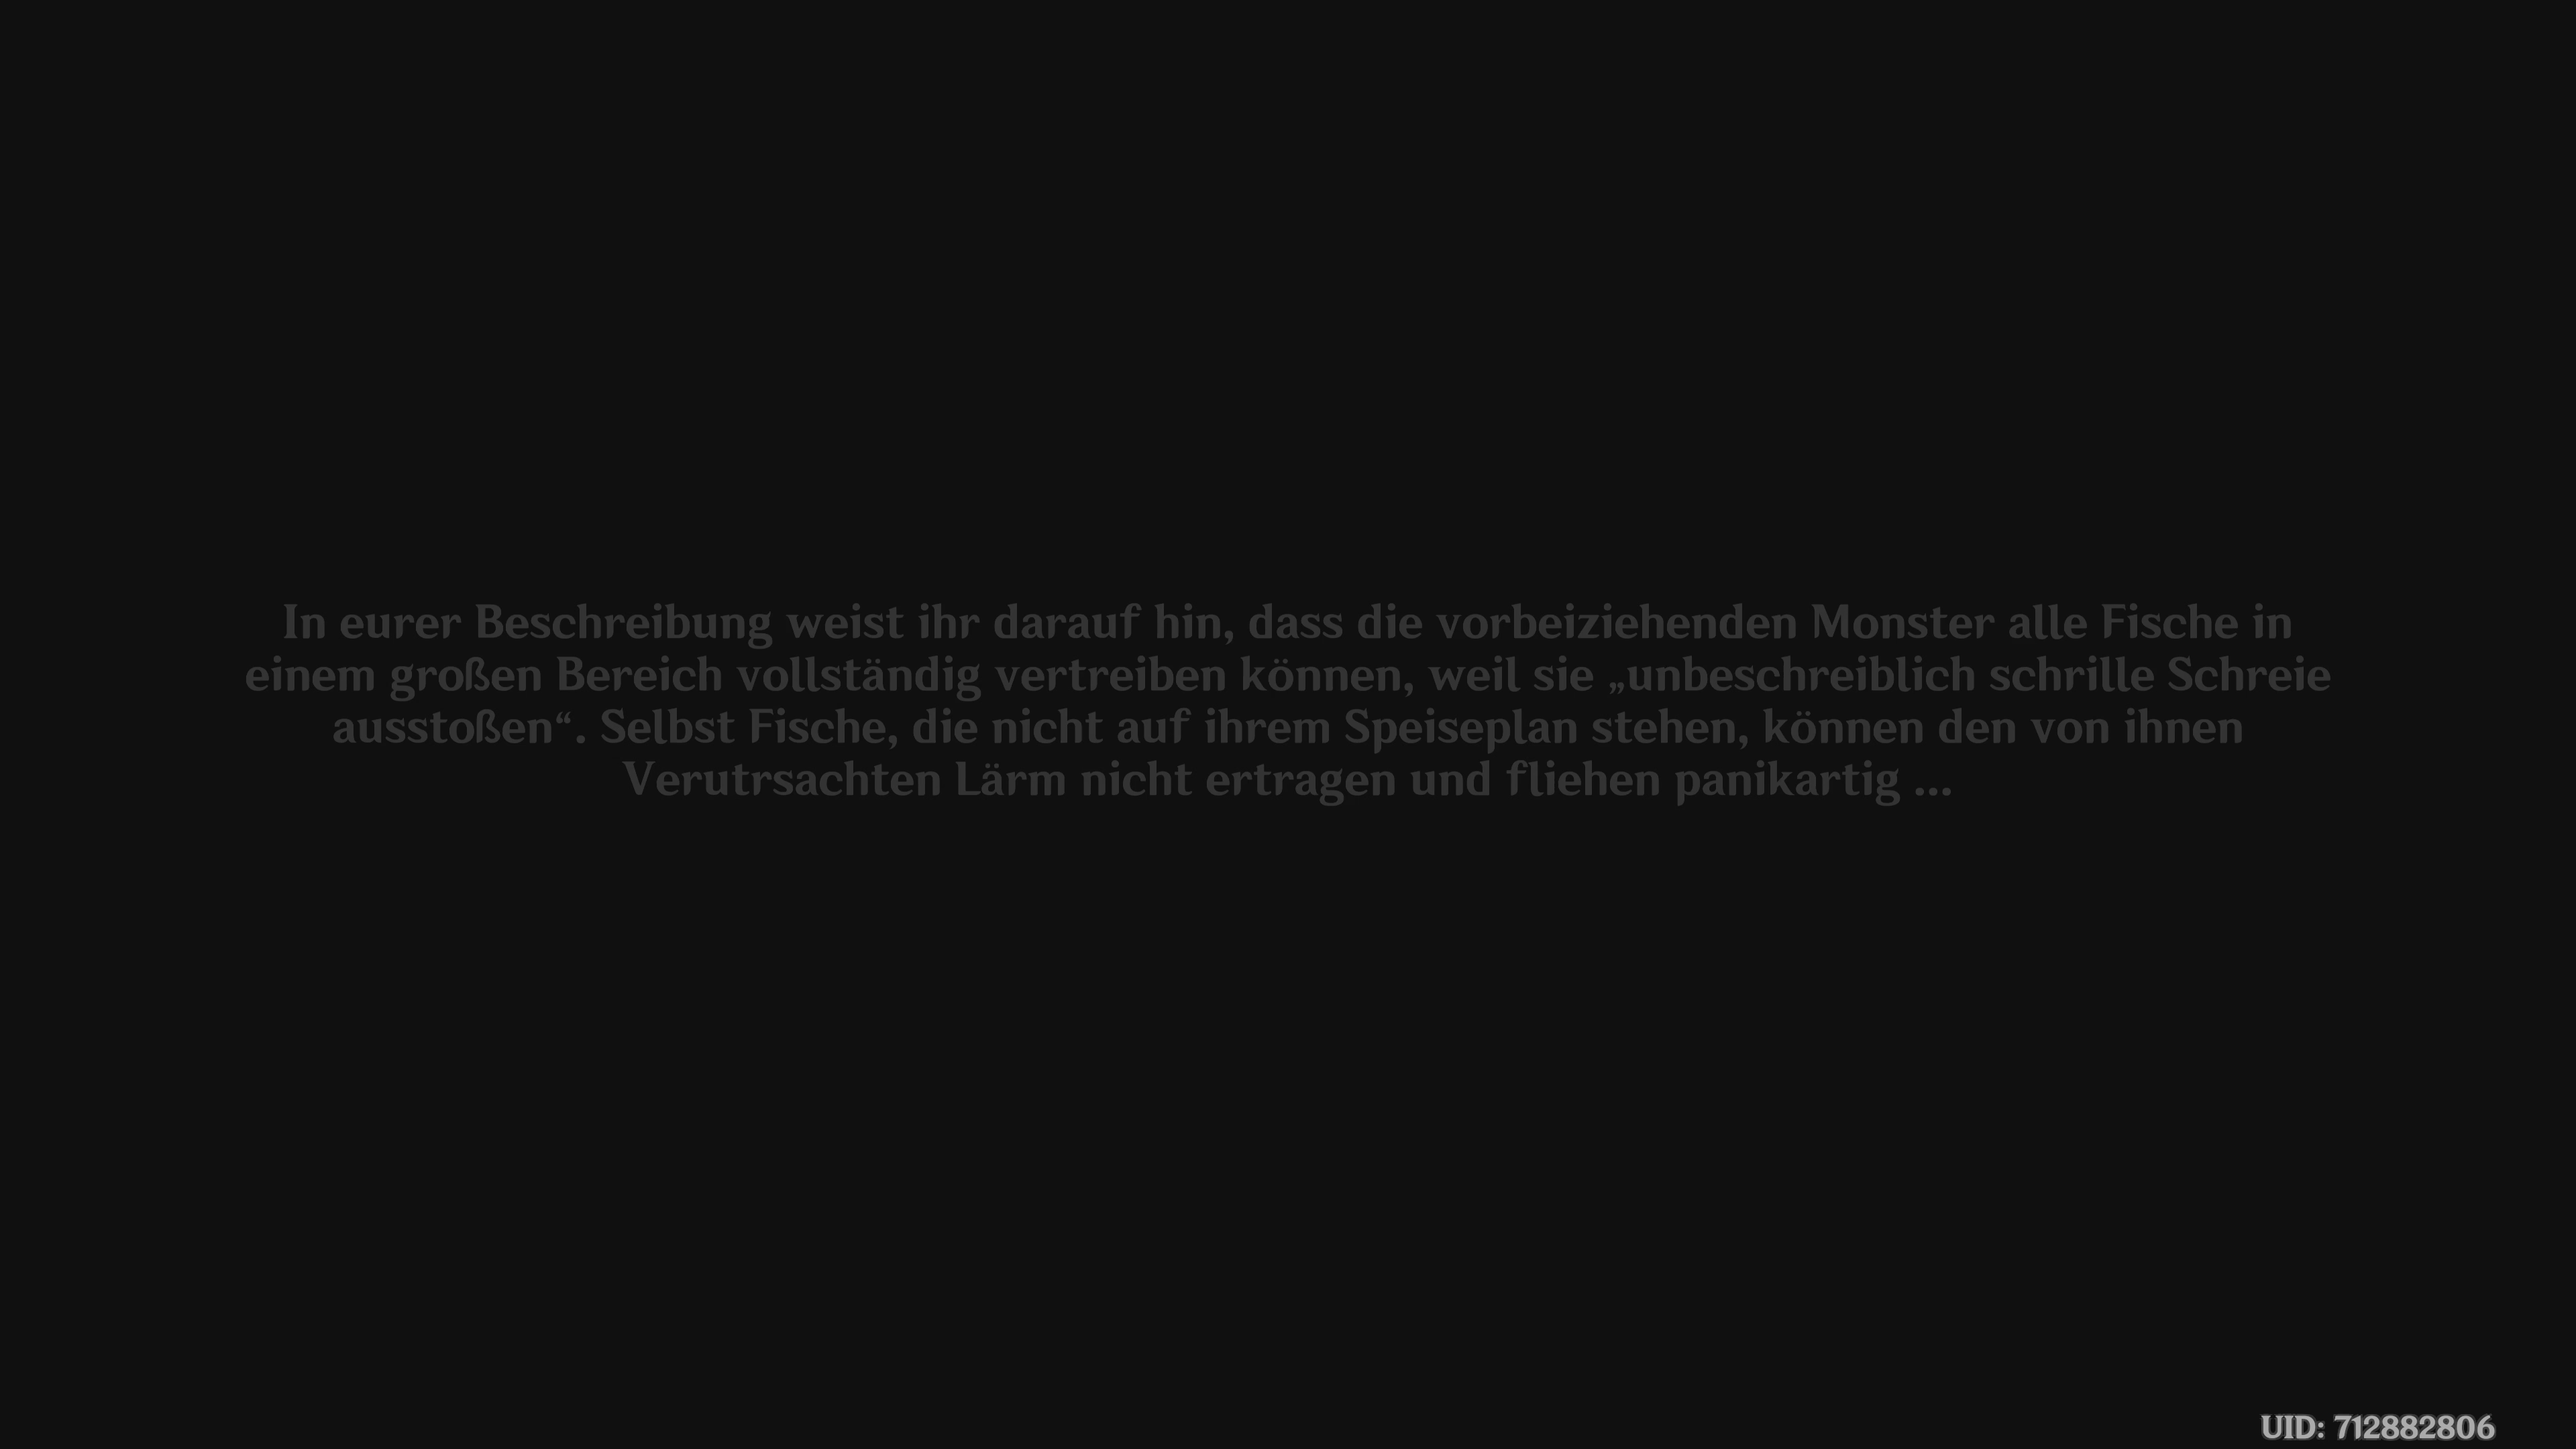 In eurer Beschreibung weist ihr darauf hin, dass die vorbeiziehenden Monster alle Fische in
einem großen Bereich vollständig vertreiben können, weil sie „unbeschreiblich schrille Schreie
ausstoßen“. Selbst Fische, die nicht auf ihrem Speiseplan stehen, können den von ihnen
Verutrsachten Lärm nicht ertragen und fliehen panikartig ...
UID: 712882806